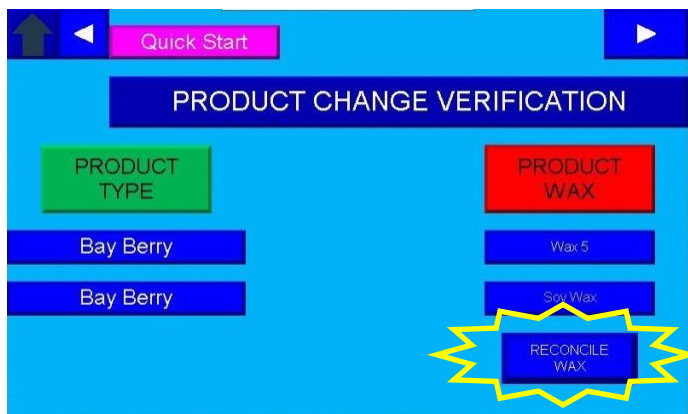 Quick Start
PRODUCT CHANGE VERIFICATION
PRODUCT
TYPE
PRODUCT
WAX
Bay Berry
Wax 5
Bay Berry
Soy Wax
RECONCILE
WAX